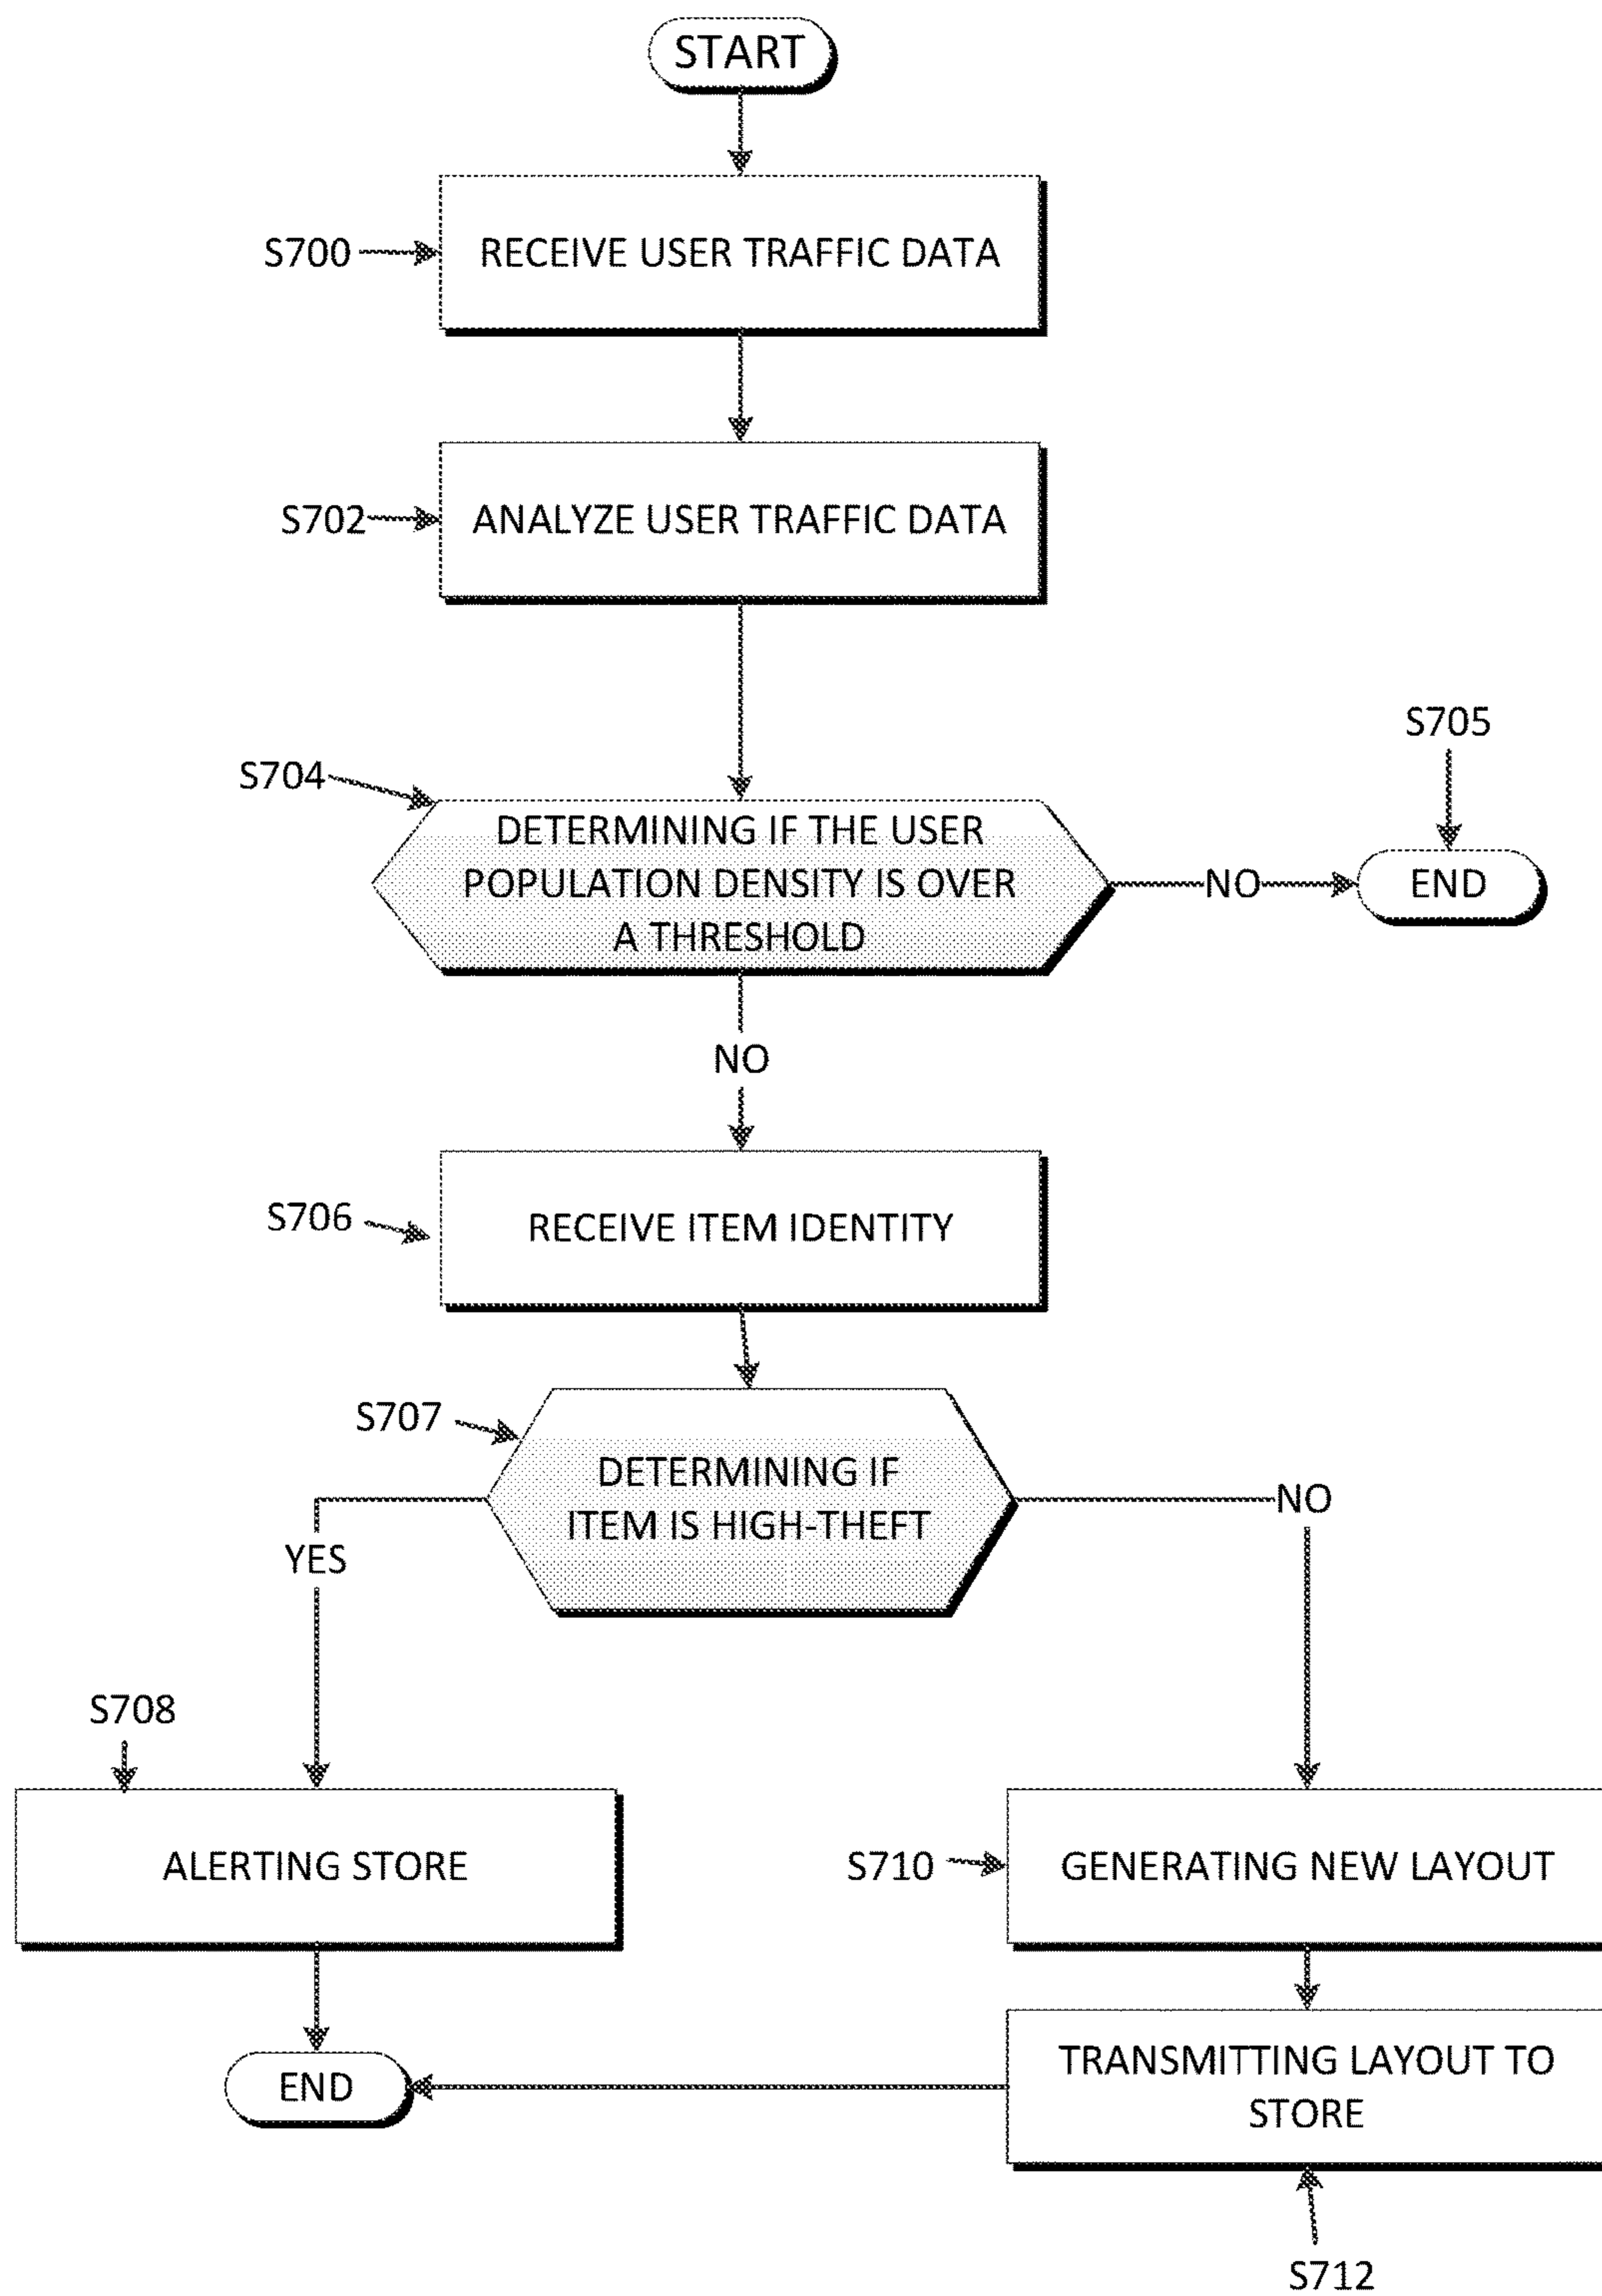 START
S700
RECEIVE USER TRAFFIC DATA
S702
ANALYZE USER TRAFFIC DATA
S705
S704
DETERMINING IF THE USER
POPULATION DENSITY IS OVER
A THRESHOLD
NO
END
NO
S706
RECEIVE ITEM IDENTITY
S707
DETERMINING IF
ITEM IS HIGH-THEFT
YES
NO
S708
ALERTING STORE
S710
GENERATING NEW LAYOUT
END
TRANSMITTING LAYOUT TO
STORE
S712